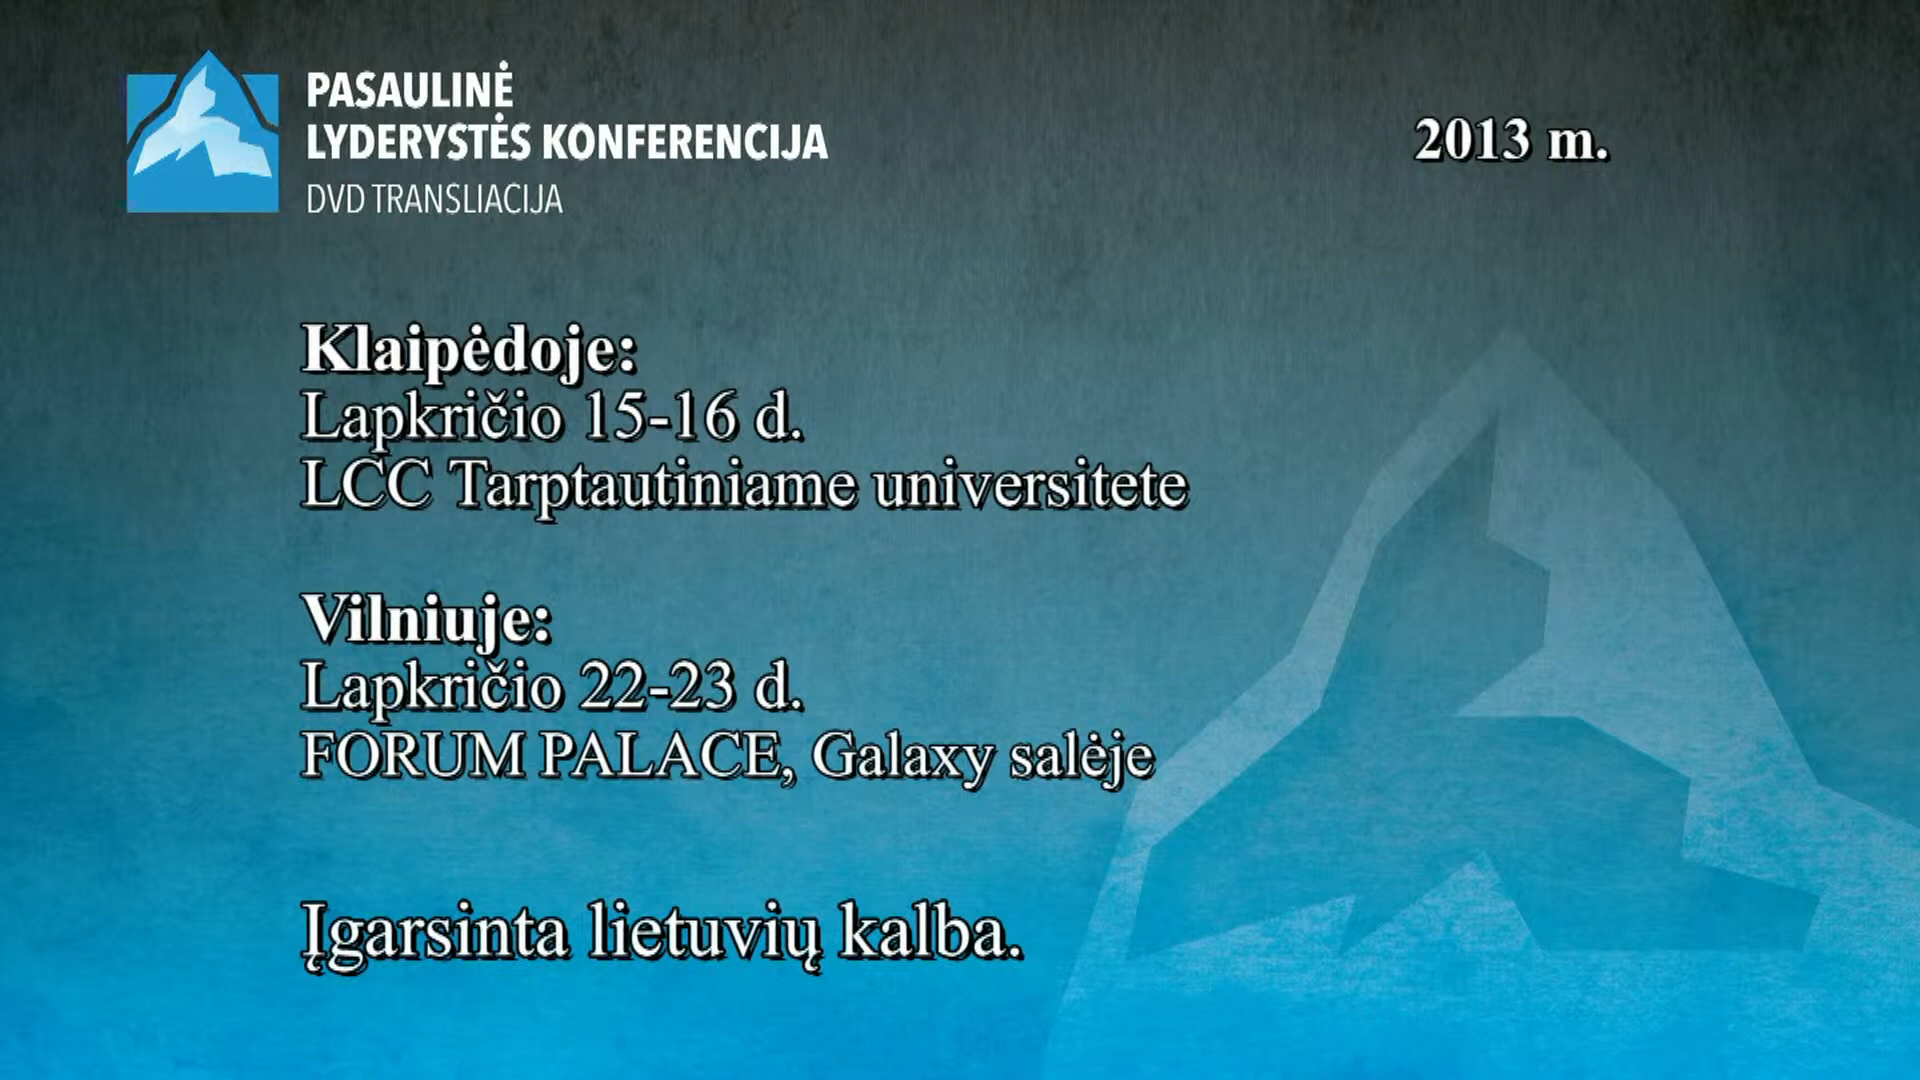 PASAULINĖ
LYDERYSTĖS KONFERENCIJA
DVD TRANSLIACIJA
2013 m.
Klaipėdoje:
Lapkričio 15-16 d.
LCC Tarptautiniame universitete
Vilniuje:
Lapkričio 22-23 d.
FORUM PALACE, Galaxy salėje
Įgarsinta lietuvių kalba.